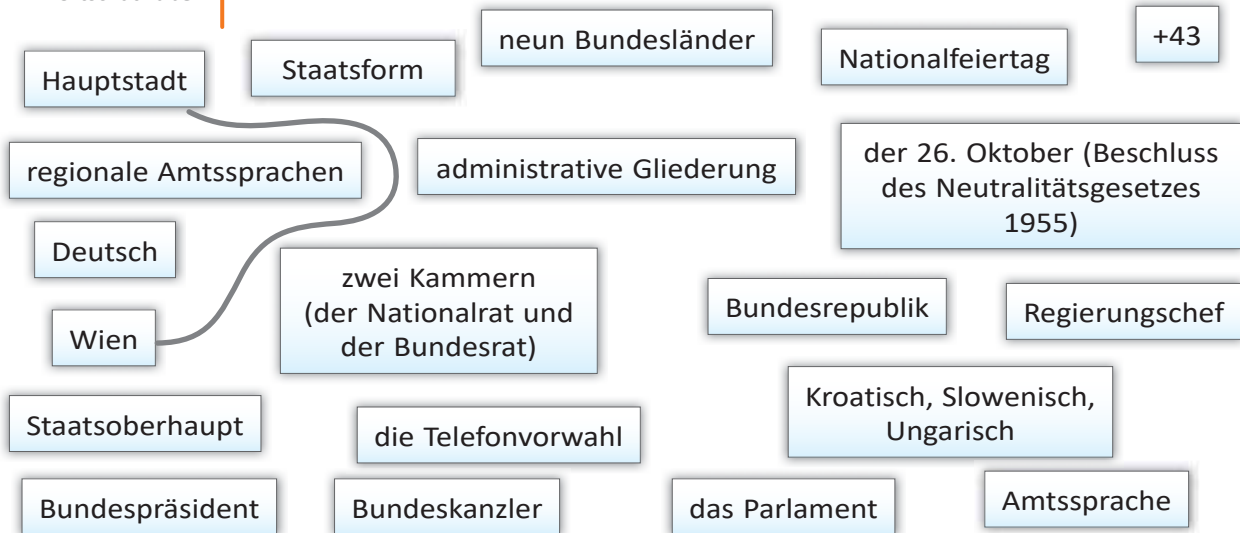 neun Bundesländer
+43
Staatsform
Nationalfeiertag
Hauptstadt
regionale Amtssprachen
administrative Gliederung
der 26. Oktober (Beschluss
des Neutralitätsgesetzes
1955)
Deutsch
zwei Kammern
(der Nationalrat und
der Bundesrat)
Bundesrepublik
Regierungschef
Wien
Kroatisch, Slowenisch,
Ungarisch
Staatsoberhaupt
die Telefonvorwahl
Bundespräsident
Bundeskanzler
das Parlament
Amtssprache